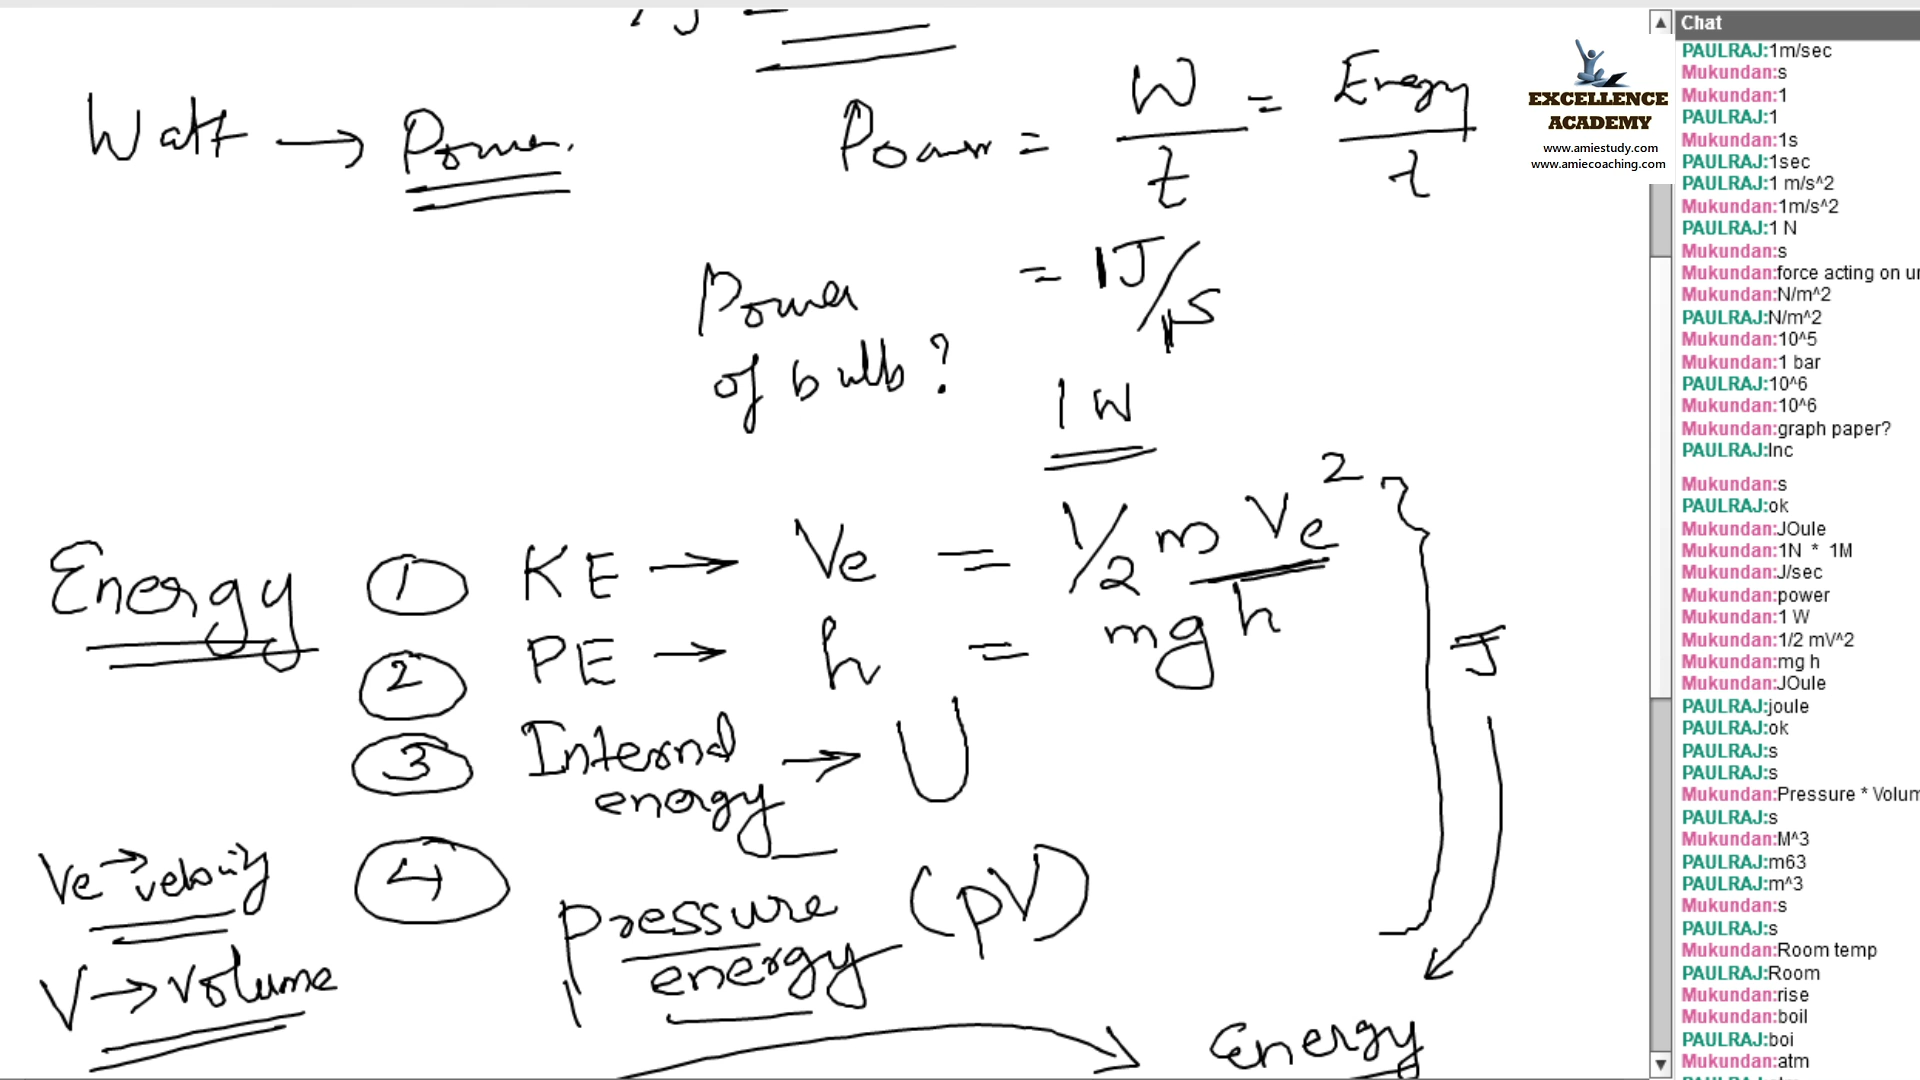 Watt → Power.
Power = W/t = Energy/t
= 1J/1S
Power
of bulb?
1 W
Energy
① KE → Ve = 1/2 m Ve²
② PE → h = mgh
= J
③ Internal
energy → U
④ Pressure
energy (pV)
Ve → velocity
V → Volume
Energy
EXCELLENCE
ACADEMY
www.amiestudy.com
www.amiecoaching.com
Chat
PAULRAJ:1m/sec
Mukundan:s
Mukundan:1
PAULRAJ:1
Mukundan:1s
PAULRAJ:1sec
PAULRAJ:1 m/s^2
Mukundan:1m/s^2
PAULRAJ:1 N
Mukundan:s
Mukundan:force acting on
Mukundan:N/m^2
PAULRAJ:N/m^2
Mukundan:10^5
Mukundan:1 bar
PAULRAJ:10^6
Mukundan:10^6
Mukundan:graph paper?
PAULRAJ:Inc
Mukundan:s
PAULRAJ:ok
Mukundan:JOule
Mukundan:1N * 1M
Mukundan:J/sec
Mukundan:power
Mukundan:1 W
Mukundan:1/2 mV^2
Mukundan:mg h
Mukundan:JOule
PAULRAJ:joule
PAULRAJ:ok
PAULRAJ:s
PAULRAJ:s
Mukundan:Pressure * Volum
PAULRAJ:s
Mukundan:M^3
PAULRAJ:m63
PAULRAJ:m^3
Mukundan:s
PAULRAJ:s
Mukundan:Room temp
PAULRAJ:Room
Mukundan:rise
Mukundan:boil
PAULRAJ:boi
Mukundan:atm